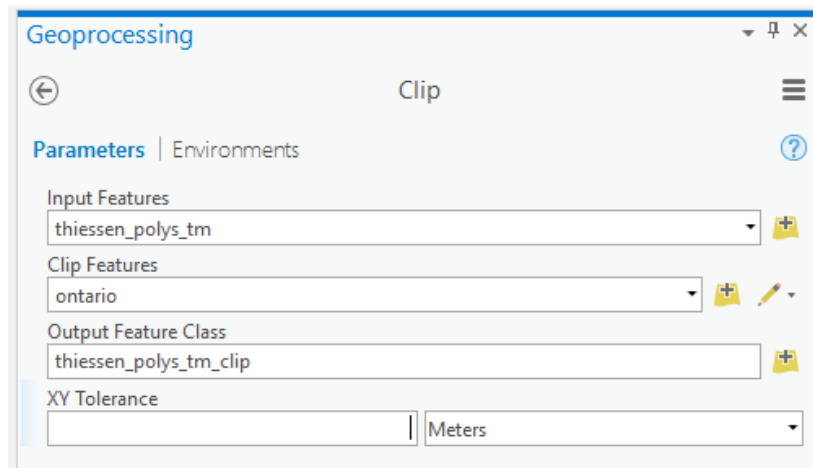 Geoprocessing
Clip
Parameters | Environments
Input Features
thiessen_polys_tm
Clip Features
ontario
Output Feature Class
thiessen_polys_tm_clip
XY Tolerance
Meters